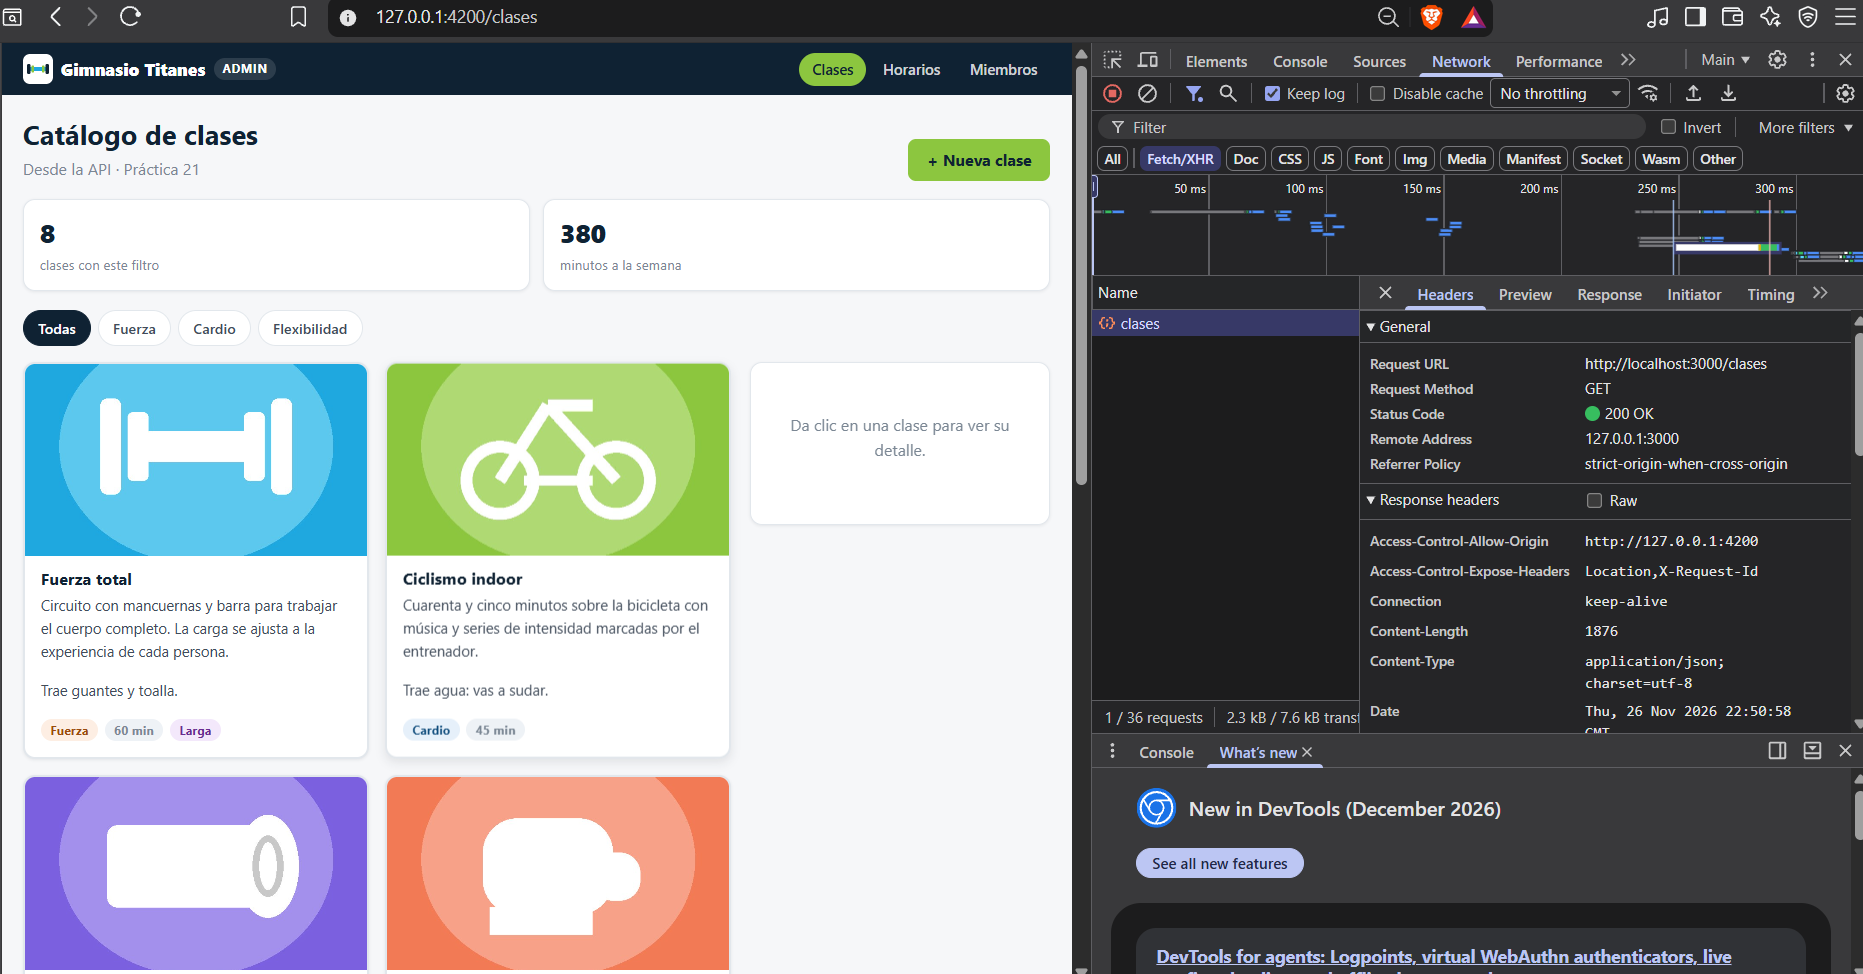 127.0.0.1:4200/clases
Gimnasio Titanes ADMIN
Clases Horarios Miembros
Catálogo de clases
Desde la API · Práctica 21
+ Nueva clase
8
clases con este filtro
380
minutos a la semana
Todas Fuerza Cardio Flexibilidad
Fuerza total
Circuito con mancuernas y barra para trabajar
el cuerpo completo. La carga se ajusta a la
experiencia de cada persona.
Trae guantes y toalla.
Fuerza 60 min Larga
Ciclismo indoor
Cuarenta y cinco minutos sobre la bicicleta con
música y series de intensidad marcadas por el
entrenador.
Trae agua: vas a sudar.
Cardio 45 min
Da clic en una clase para ver su
detalle.
Elements Console Sources Network Performance Main
Keep log Disable cache No throttling
Filter Invert More filters
All Fetch/XHR Doc CSS JS Font Img Media Manifest Socket Wasm Other
50 ms 100 ms 150 ms 200 ms 250 ms 300 ms
Name
clases
1 / 36 requests 2.3 kB / 7.6 kB transf
Headers Preview Response Initiator Timing
General
Request URL http://localhost:3000/clases
Request Method GET
Status Code 200 OK
Remote Address 127.0.0.1:3000
Referrer Policy strict-origin-when-cross-origin
Response headers Raw
Access-Control-Allow-Origin http://127.0.0.1:4200
Access-Control-Expose-Headers Location,X-Request-Id
Connection keep-alive
Content-Length 1876
Content-Type application/json;
charset=utf-8
Date Thu, 26 Nov 2026 22:50:58
GMT
Console What's new
New in DevTools (December 2026)
See all new features
DevTools for agents: Logpoints, virtual WebAuthn authenticators, live